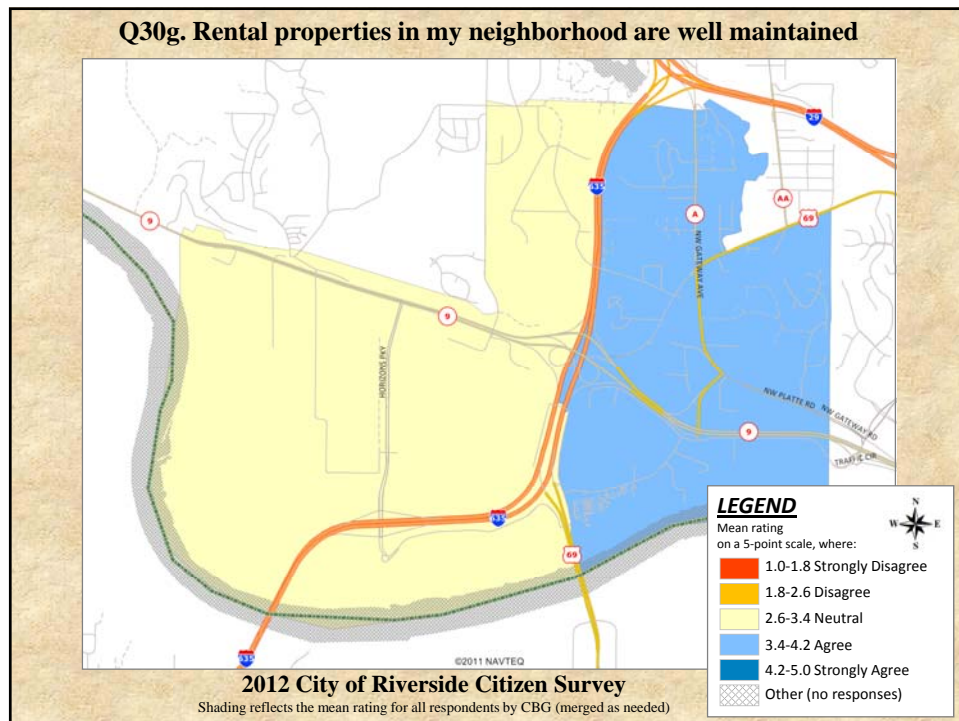 Q30g. Rental properties in my neighborhood are well maintained
29
635
9
A
AA
69
NW GATEWAY AVE
9
HORIZONS PKY
NW PLATTE RD
NW GATEWAY RD
9
TRAFFIC CIR
635
69
635
©2011 NAVTEQ
LEGEND
Mean rating
on a 5-point scale, where:
N
W E
S
1.0-1.8 Strongly Disagree
1.8-2.6 Disagree
2.6-3.4 Neutral
3.4-4.2 Agree
4.2-5.0 Strongly Agree
Other (no responses)
2012 City of Riverside Citizen Survey
Shading reflects the mean rating for all respondents by CBG (merged as needed)